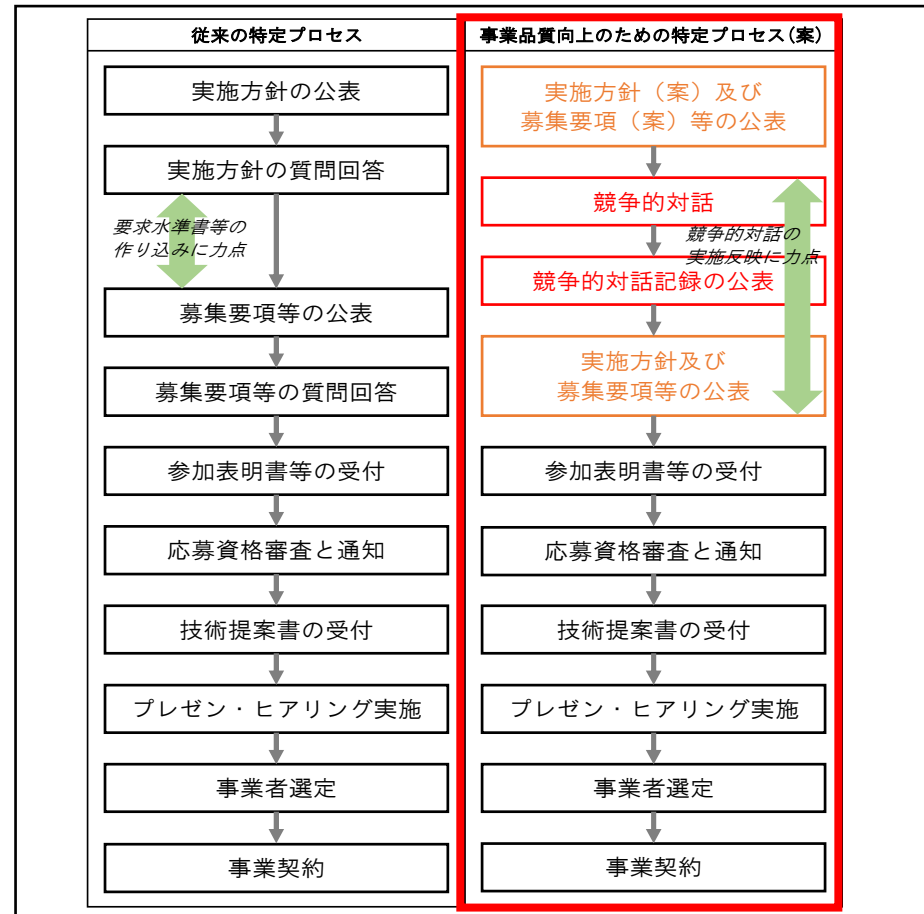 従来の特定プロセス
実施方針の公表
実施方針の質問回答
要求水準書等の
作り込みに力点
募集要項等の公表
募集要項等の質問回答
参加表明書等の受付
応募資格審査と通知
技術提案書の受付
プレゼン・ヒアリング実施
事業者選定
事業契約
事業品質向上のための特定プロセス(案)
実施方針（案）及び
募集要項（案）等の公表
競争的対話
競争的対話の
実施反映に力点
競争的対話記録の公表
実施方針及び
募集要項等の公表
参加表明書等の受付
応募資格審査と通知
技術提案書の受付
プレゼン・ヒアリング実施
事業者選定
事業契約